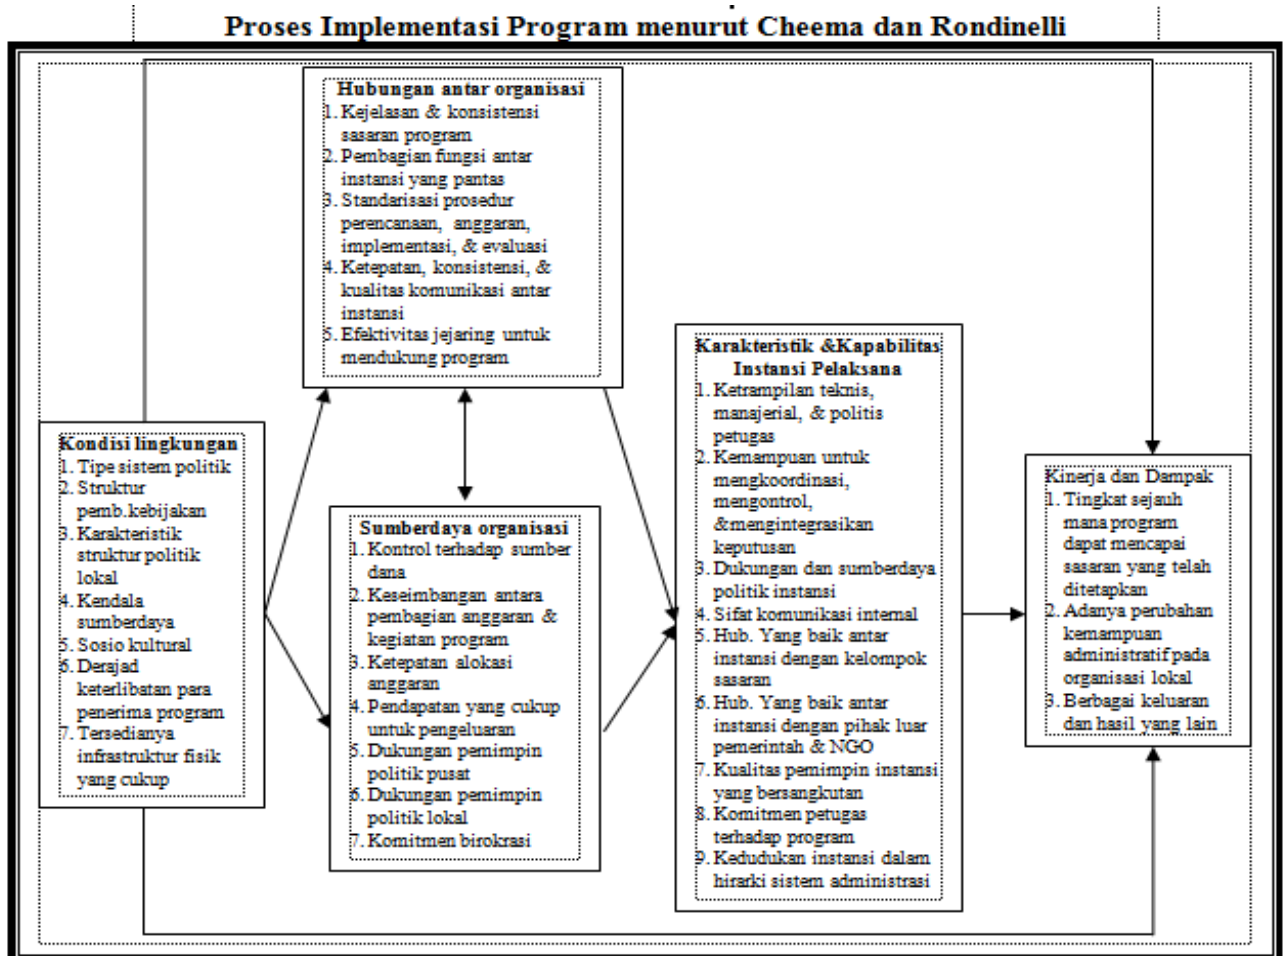 Proses Implementasi Program menurut Cheema dan Rondinelli
Hubungan antar organisasi
1. Kejelasan & konsistensi
sasaran program
2. Pembagian fungsi antar
instansi yang pantas
3. Standarisasi prosedur
perencanaan, anggaran,
implementasi, & evaluasi
4. Ketepatan, konsistensi, &
kualitas komunikasi antar
instansi
5. Efektivitas jejaring untuk
mendukung program
Kondisi lingkungan
1. Tipe sistem politik
2. Struktur
pemb.kebijakan
3. Karakteristik
struktur politik
lokal
4. Kendala
sumberdaya
5. Sosio kultural
6. Derajad
keterlibatan para
penerima program
7. Tersedianya
infrastruktur fisik
yang cukup
Sumberdaya organisasi
1. Kontrol terhadap sumber
dana
2. Keseimbangan antara
pembagian anggaran &
kegiatan program
3. Ketepatan alokasi
anggaran
4. Pendapatan yang cukup
untuk pengeluaran
5. Dukungan pemimpin
politik pusat
6. Dukungan pemimpin
politik lokal
7. Komitmen birokrasi
Karakteristik &Kapabilitas
Instansi Pelaksana
1. Ketrampilan teknis,
manajerial, & politis
petugas
2. Kemampuan untuk
mengkoordinasi,
mengontrol,
&mengintegrasikan
keputusan
3. Dukungan dan sumberdaya
politik instansi
4. Sifat komunikasi internal
5. Hub. Yang baik antar
instansi dengan kelompok
sasaran
6. Hub. Yang baik antar
instansi dengan pihak luar
pemerintah & NGO
7. Kualitas pemimpin instansi
yang bersangkutan
8. Komitmen petugas
terhadap program
9. Kedudukan instansi dalam
hirarki sistem administrasi
Kinerja dan Dampak
1. Tingkat sejauh
mana program
dapat mencapai
sasaran yang telah
ditetapkan
2. Adanya perubahan
kemampuan
administratif pada
organisasi lokal
3. Berbagai keluaran
dan hasil yang lain